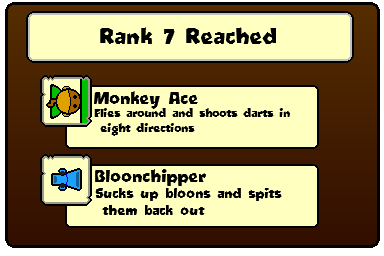 Rank 7 Reached
Monkey Ace
Flies around and shoots darts in
eight directions
Bloonchipper
Sucks up bloons and spits
them back out